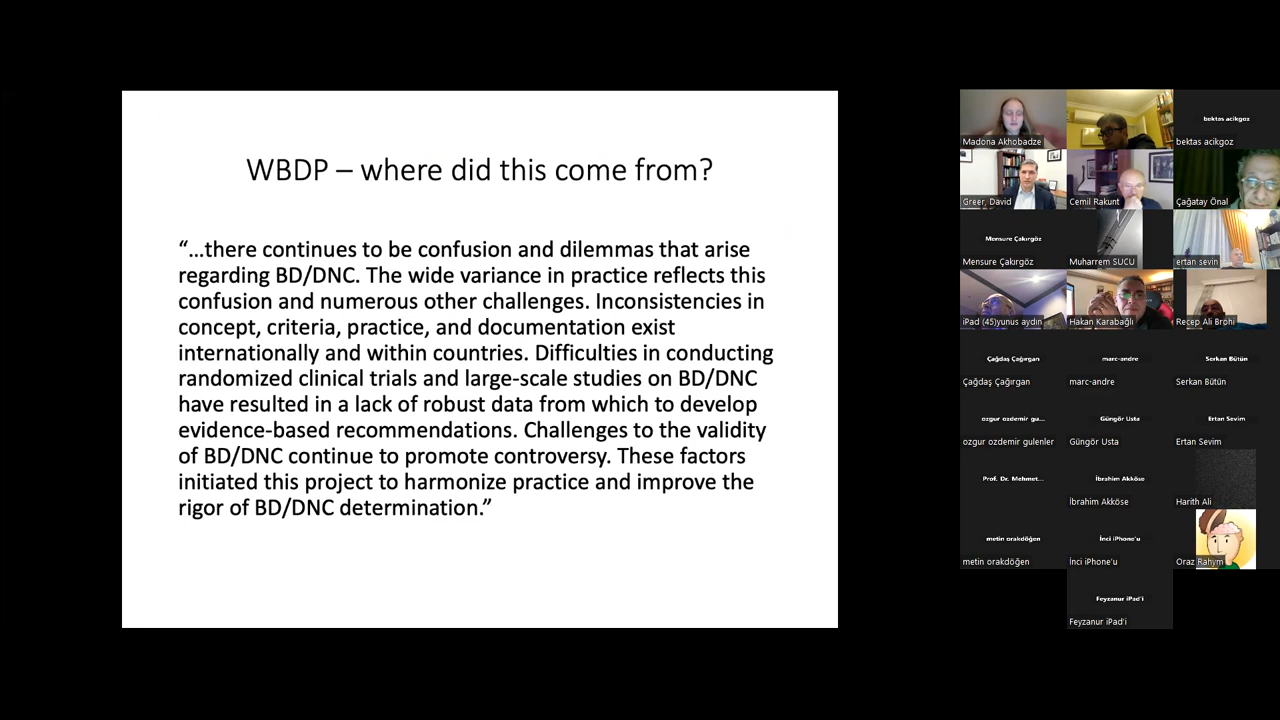 WBDP – where did this come from?
“…there continues to be confusion and dilemmas that arise
regarding BD/DNC. The wide variance in practice reflects this
confusion and numerous other challenges. Inconsistencies in
concept, criteria, practice, and documentation exist
internationally and within countries. Difficulties in conducting
randomized clinical trials and large-scale studies on BD/DNC
have resulted in a lack of robust data from which to develop
evidence-based recommendations. Challenges to the validity
of BD/DNC continue to promote controversy. These factors
initiated this project to harmonize practice and improve the
rigor of BD/DNC determination.”
Madona Akhobadze
bektas acikgoz
bektas acikgoz
Greer, David
Cemil Rakunt
Çağatay Önal
Mensure Çakırgöz
Mensure Çakırgöz
Muharrem SUCU
ertan sevin
iPad (45)yunus aydın
Hakan Karabağlı
Recep Ali Brohi
Çağdaş Çağırgan
marc-andre
Serkan Bütün
Çağdaş Çağırgan
marc-andre
Serkan Bütün
ozgur ozdemir gu...
Güngör Usta
Ertan Sevim
ozgur ozdemir gulenler
Güngör Usta
Ertan Sevim
Prof. Dr. Mehmet...
İbrahim Akköse
İbrahim Akköse
Harith Ali
metin orakdöğen
İnci iPhone'u
metin orakdöğen
İnci iPhone'u
Oraz Rahym
Feyzanur iPad'i
Feyzanur iPad'i